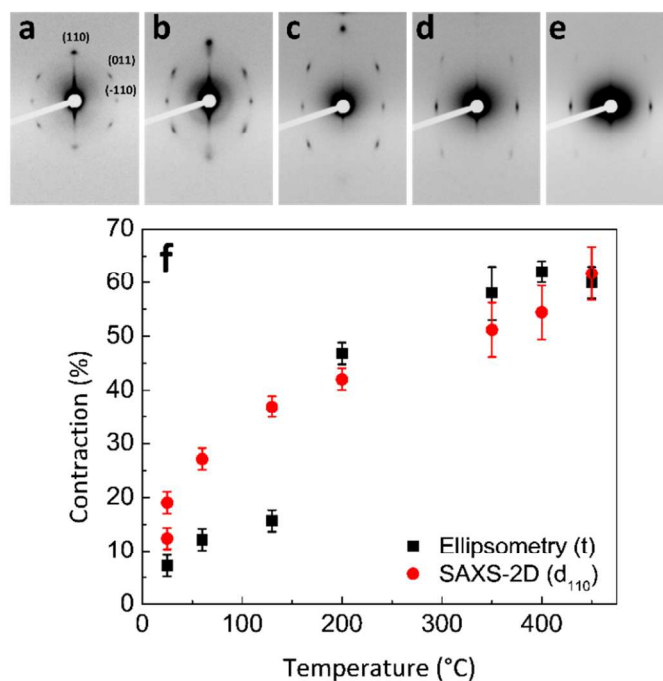 a
b
c
d
e
(110)
(011)
(-110)
f
70
60
50
40
30
20
10
0
Contraction (%)
Ellipsometry (t)
SAXS-2D (d₁₁₀)
0 100 200 300 400
Temperature (°C)